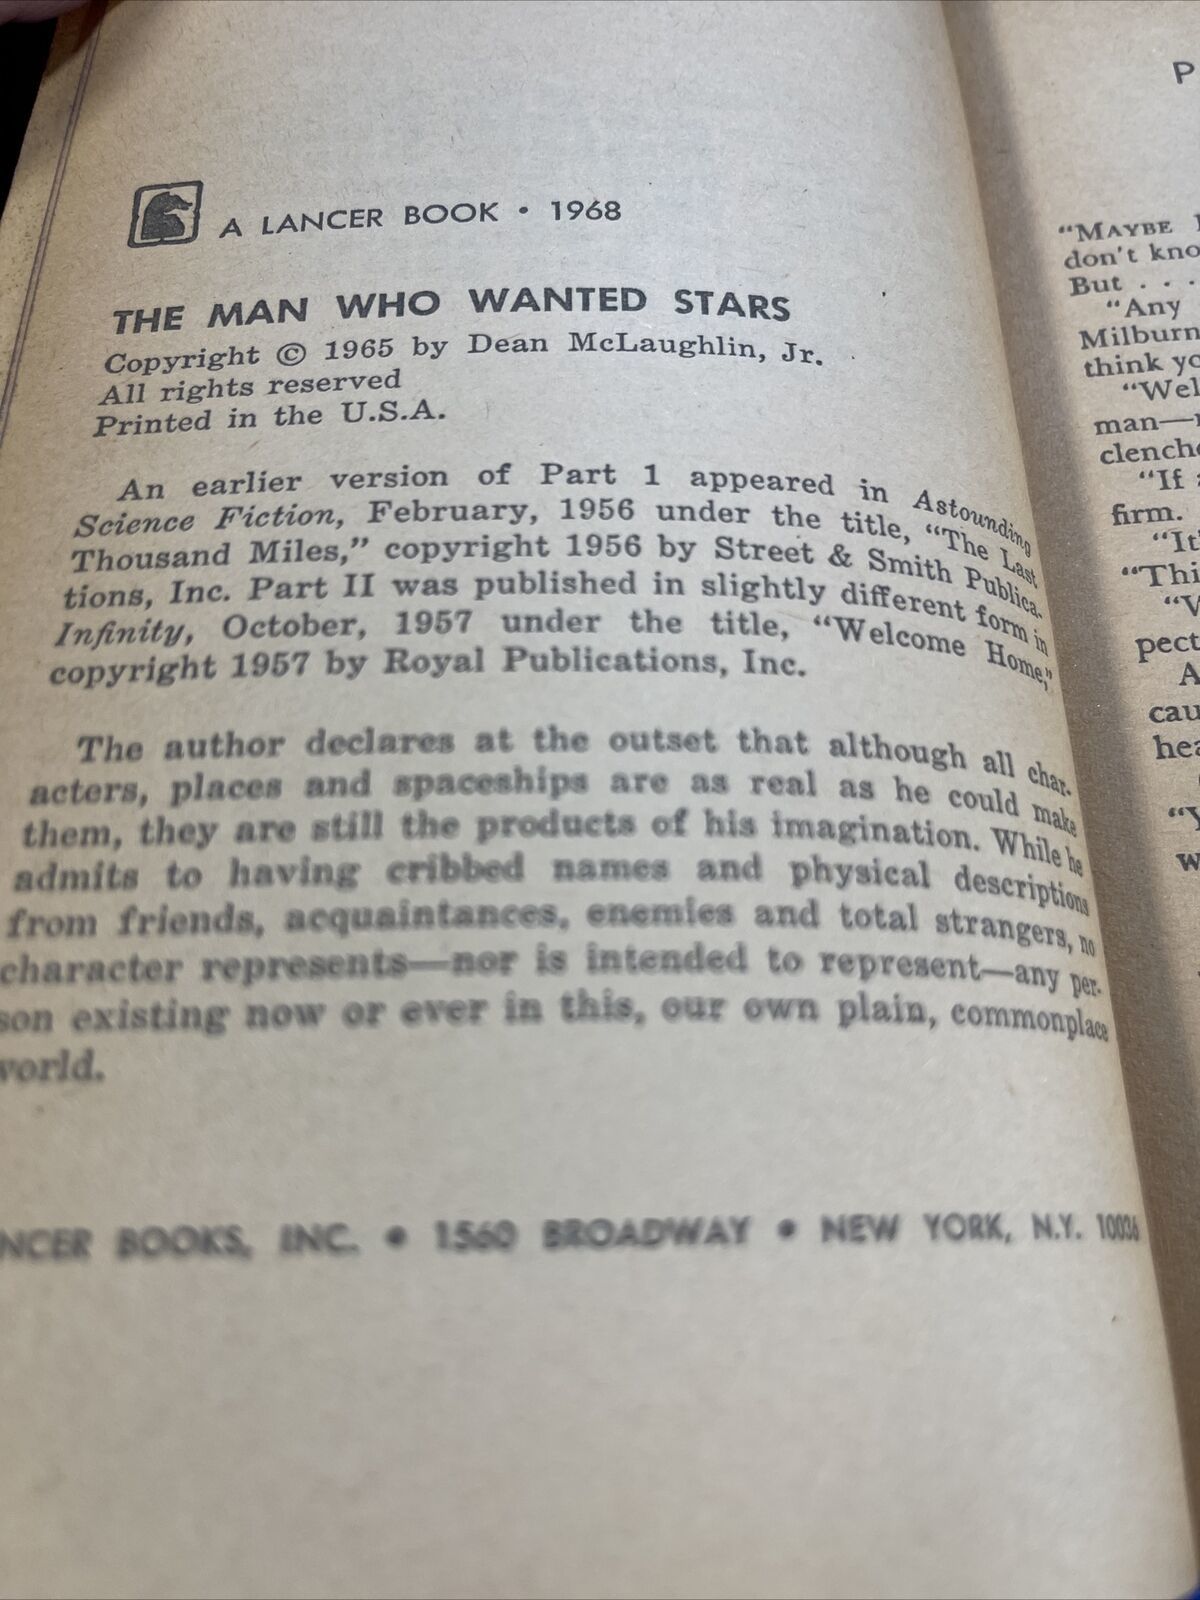 A LANCER BOOK • 1968
THE MAN WHO WANTED STARS
Copyright © 1965 by Dean McLaughlin, Jr.
All rights reserved
Printed in the U.S.A.
An earlier version of Part 1 appeared in Astounding
Science Fiction, February, 1956 under the title, “The Last
Thousand Miles,” copyright 1956 by Street & Smith Publica-
tions, Inc. Part II was published in slightly different form in
Infinity, October, 1957 under the title, “Welcome Home,”
copyright 1957 by Royal Publications, Inc.
The author declares at the outset that although all char-
acters, places and spaceships are as real as he could make
them, they are still the products of his imagination. While he
admits to having cribbed names and physical descriptions
from friends, acquaintances, enemies and total strangers, no
character represents—nor is intended to represent—any per-
son existing now or ever in this, our own plain, commonplace
world.
NCER BOOKS, INC. • 1560 BROADWAY • NEW YORK, N.Y. 10036
P
“MAYBE
don't kno
But . . .
“Any
Milburn
think yo
“Wel
man—
clench
“If
firm.
“It'
“Thi
pect
A
cau
hea
“Y
w